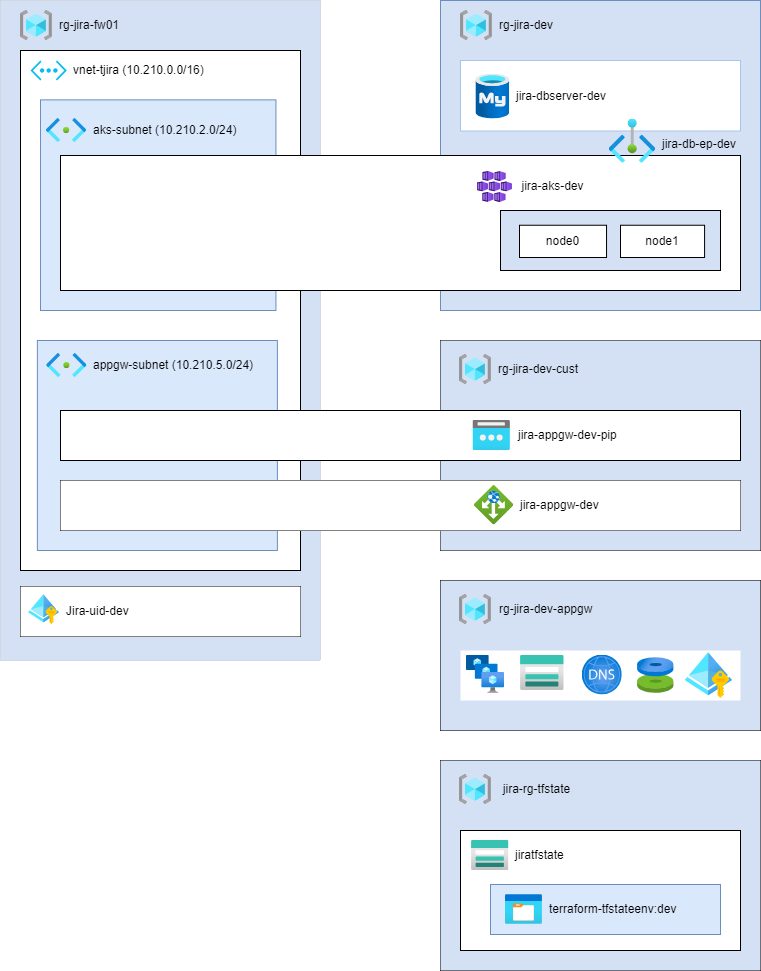 rg-jira-fw01
vnet-tjira (10.210.0.0/16)
aks-subnet (10.210.2.0/24)
appgw-subnet (10.210.5.0/24)
Jira-uid-dev
rg-jira-dev
My
jira-dbserver-dev
jira-db-ep-dev
jira-aks-dev
node0
node1
rg-jira-dev-cust
jira-appgw-dev-pip
jira-appgw-dev
rg-jira-dev-appgw
DNS
jira-rg-tfstate
jiratfstate
terraform-tfstateenv:dev